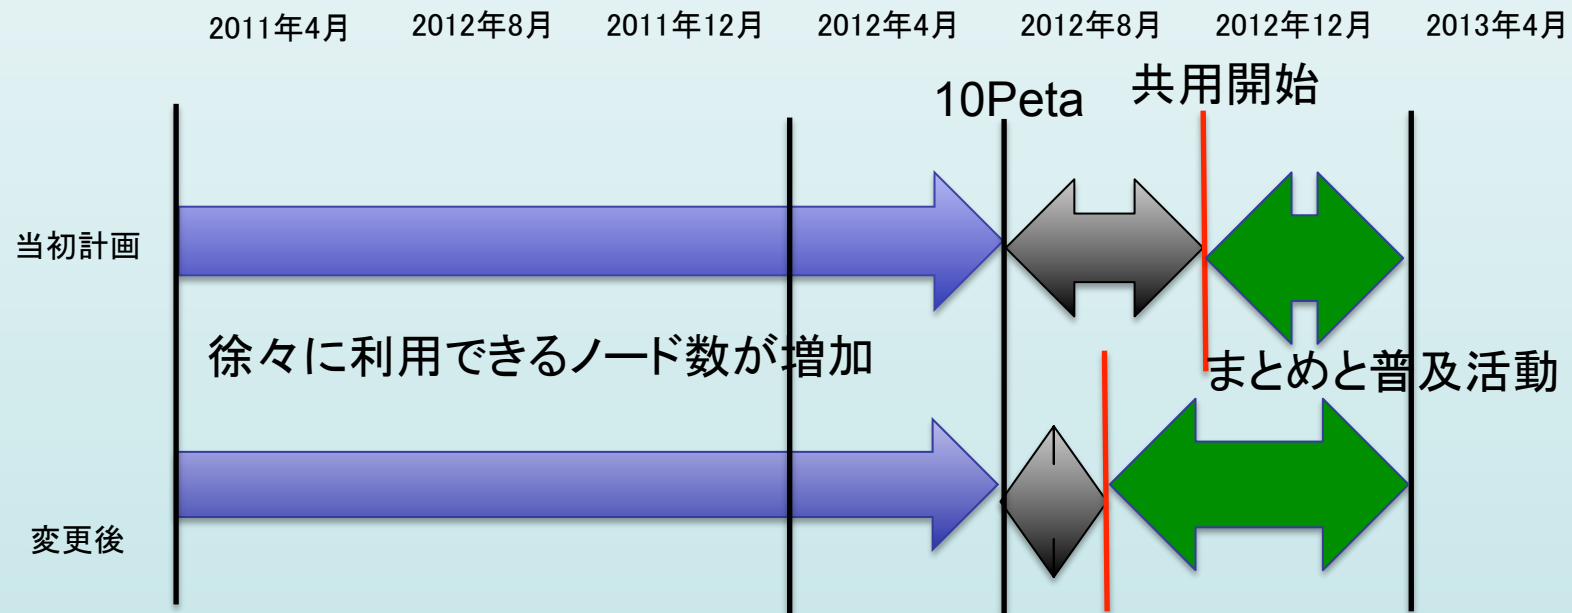 2011年4月 2012年8月 2011年12月 2012年4月 2012年8月 2012年12月 2013年4月
10Peta
共用開始
当初計画
徐々に利用できるノード数が増加
まとめと普及活動
変更後